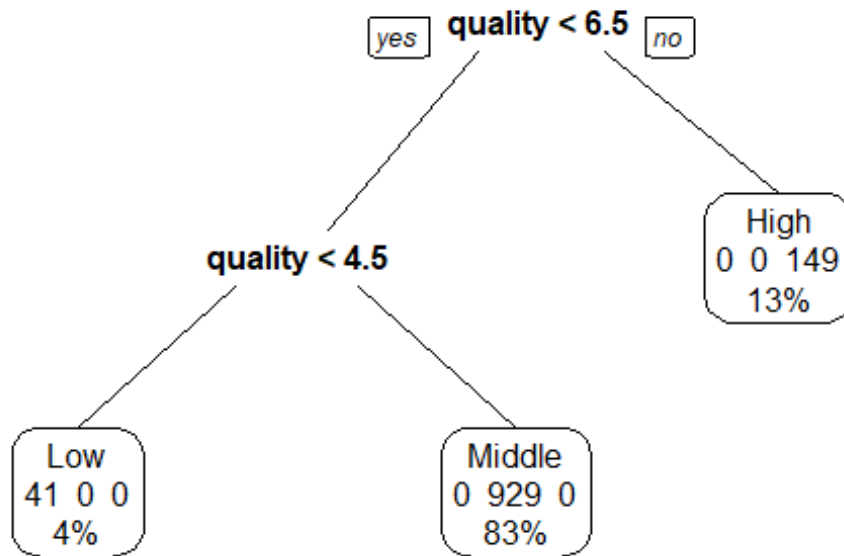 yes quality < 6.5 no
quality < 4.5
High
0 0 149
13%
Low
41 0 0
4%
Middle
0 929 0
83%